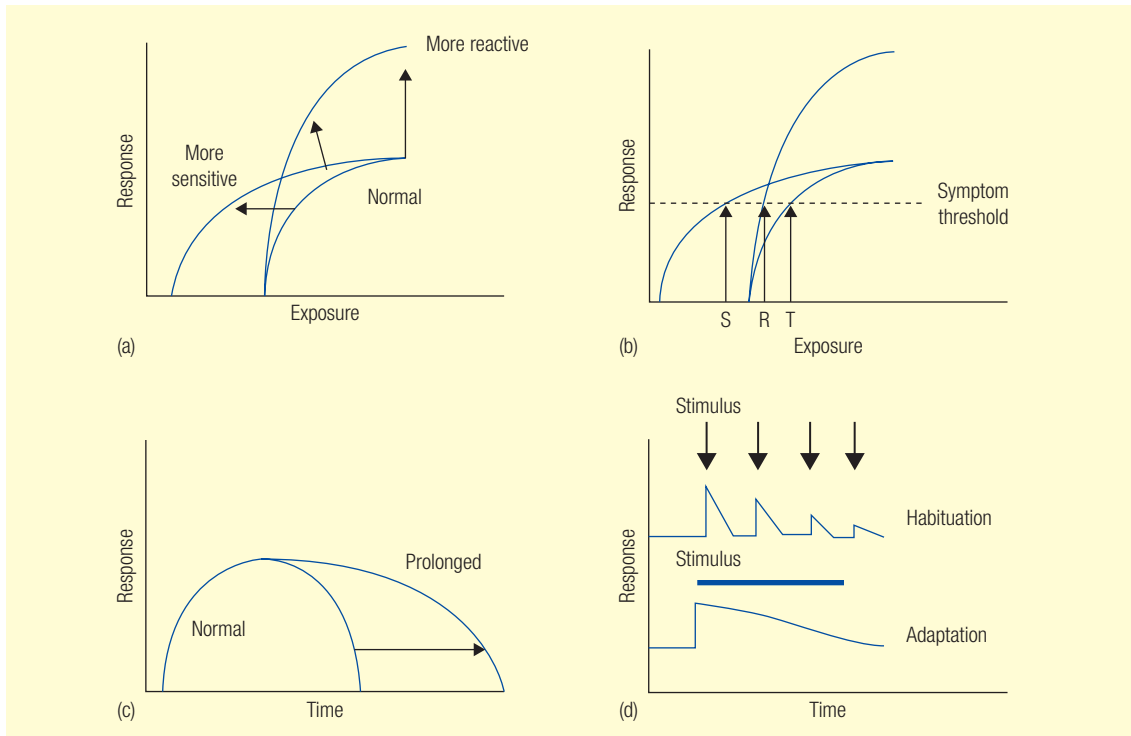 More reactive
More
sensitive
Normal
Response
Exposure
(a)
Response
Symptom
threshold
S R T
Exposure
(b)
Response
Normal
Prolonged
Time
(c)
Stimulus
Habituation
Stimulus
Response
Adaptation
Time
(d)